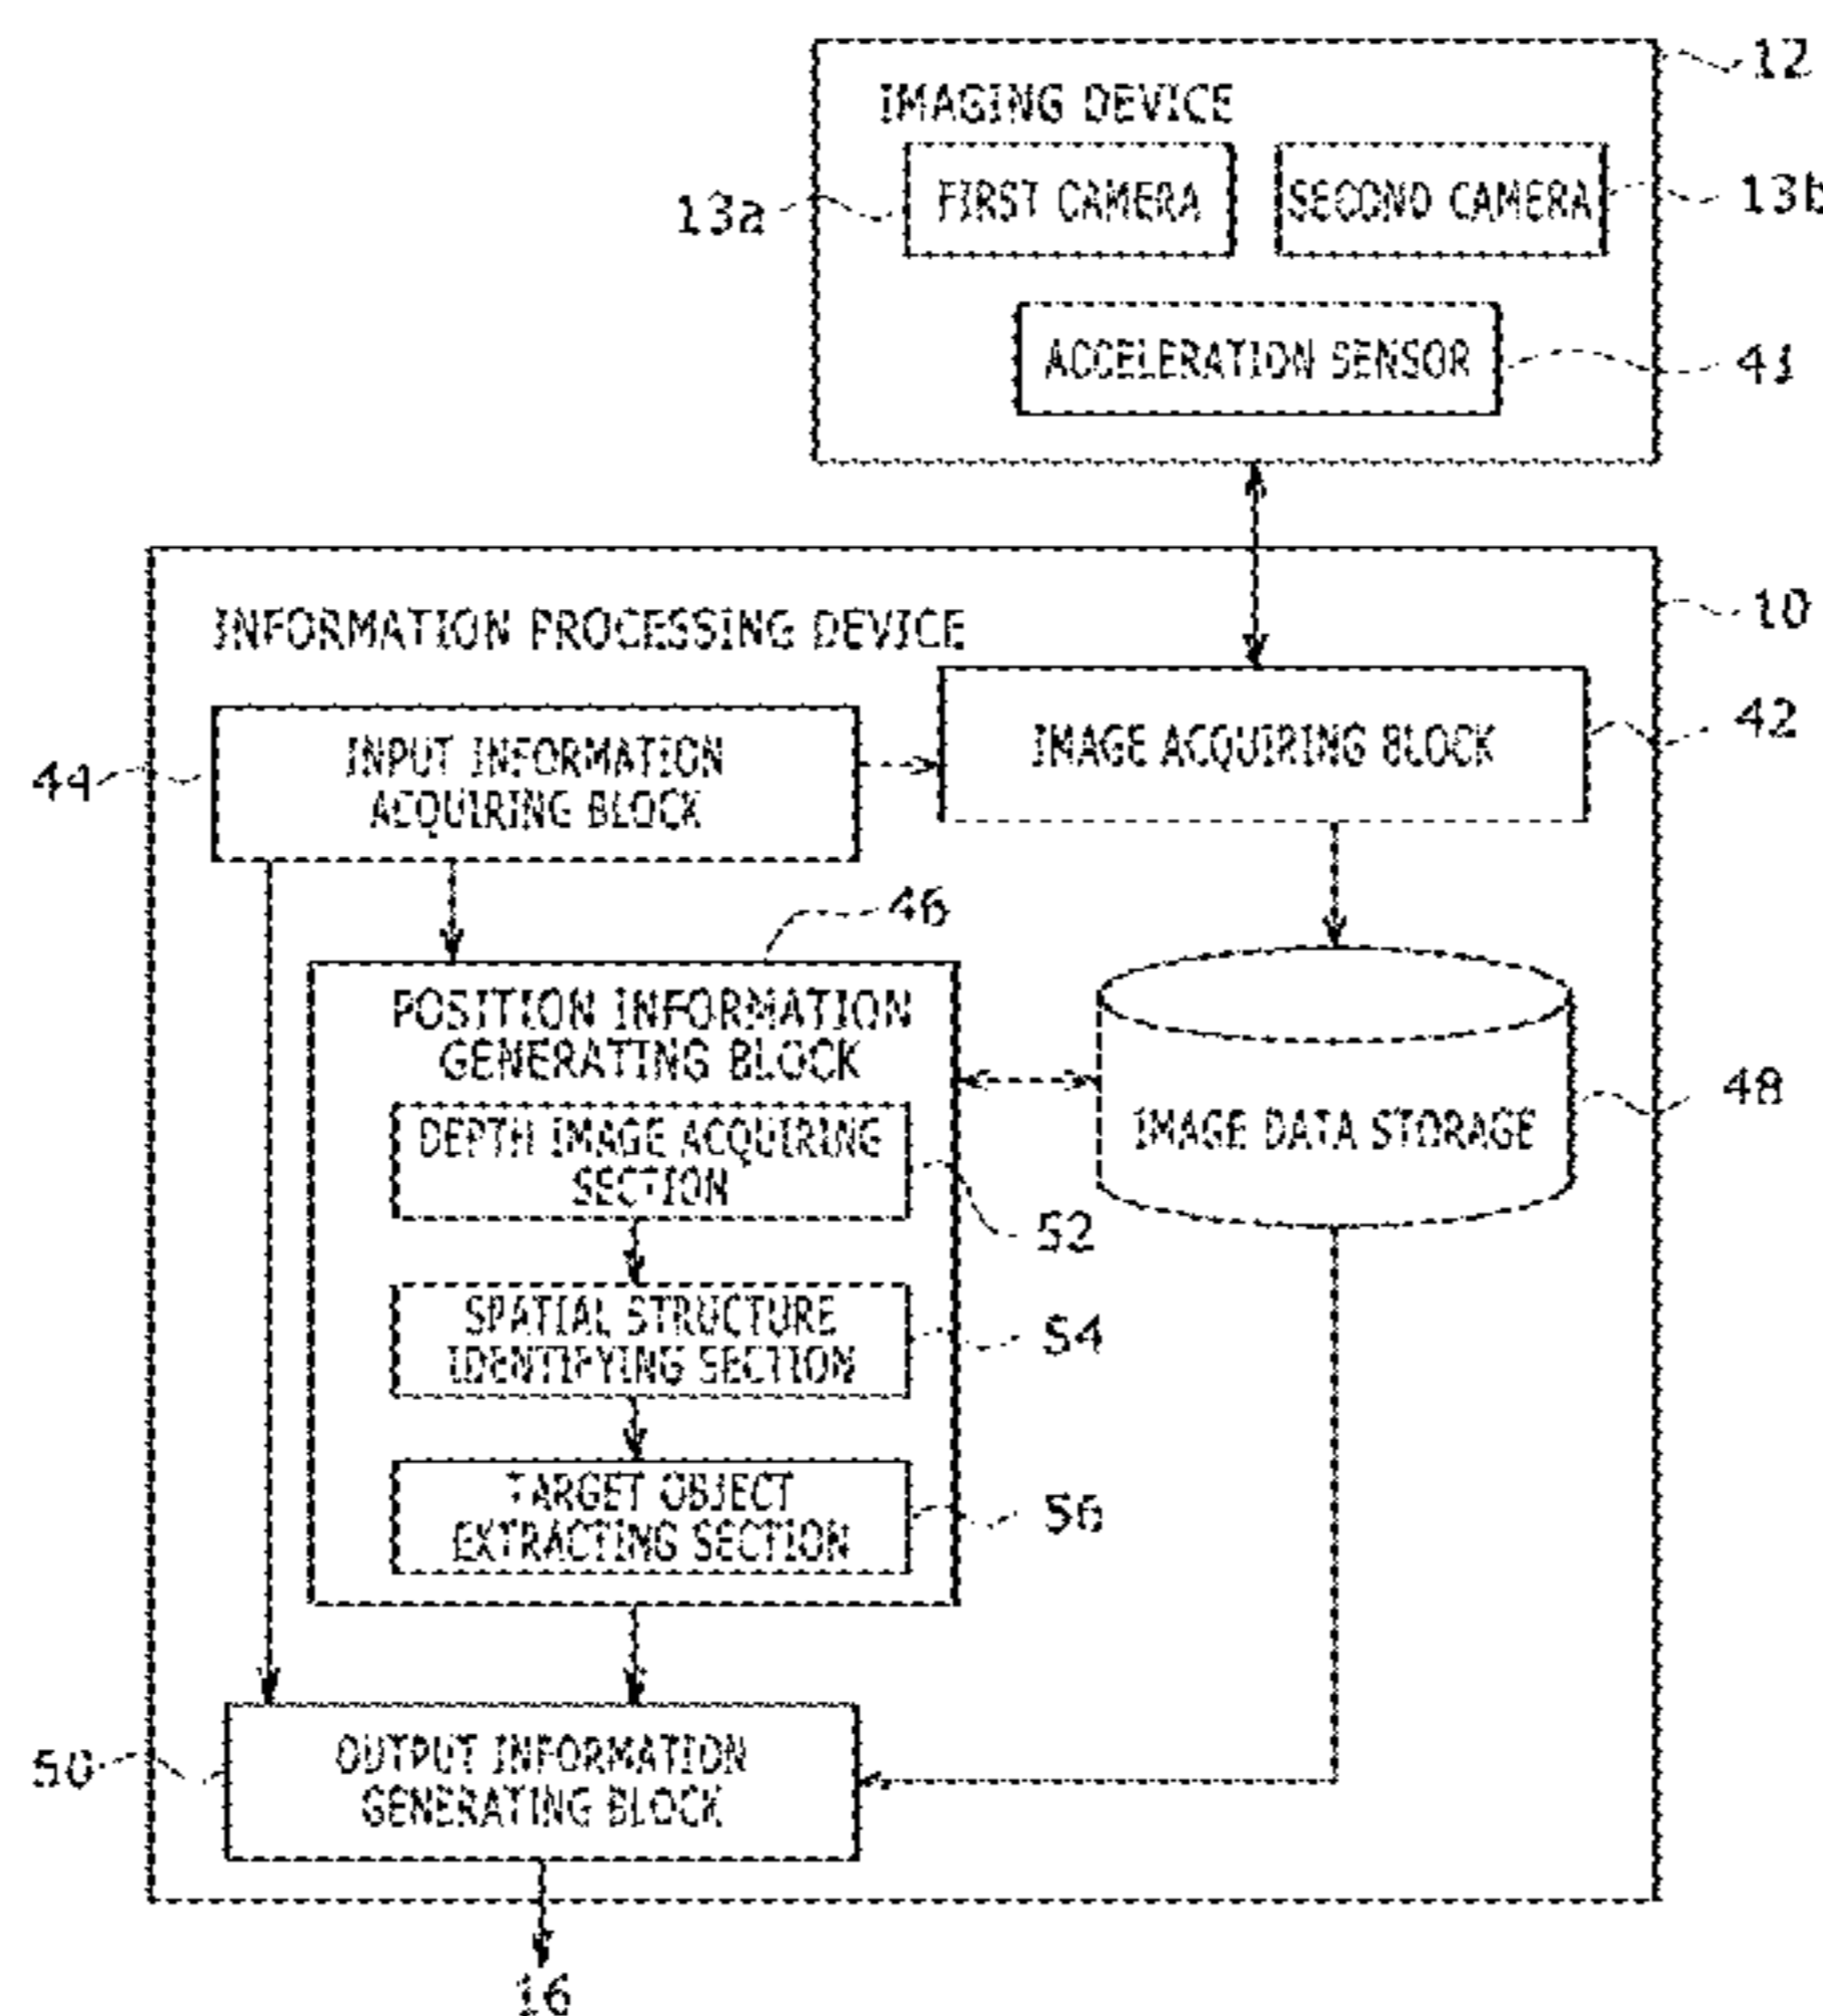 12
IMAGING DEVICE
13a
FIRST CAMERA
SECOND CAMERA
13b
ACCELERATION SENSOR
41
INFORMATION PROCESSING DEVICE
10
44
INPUT INFORMATION
ACQUIRING BLOCK
IMAGE ACQUIRING BLOCK
42
46
POSITION INFORMATION
GENERATING BLOCK
DEPTH IMAGE ACQUIRING
SECTION
52
IMAGE DATA STORAGE
48
SPATIAL STRUCTURE
IDENTIFYING SECTION
54
TARGET OBJECT
EXTRACTING SECTION
56
50
OUTPUT INFORMATION
GENERATING BLOCK
16